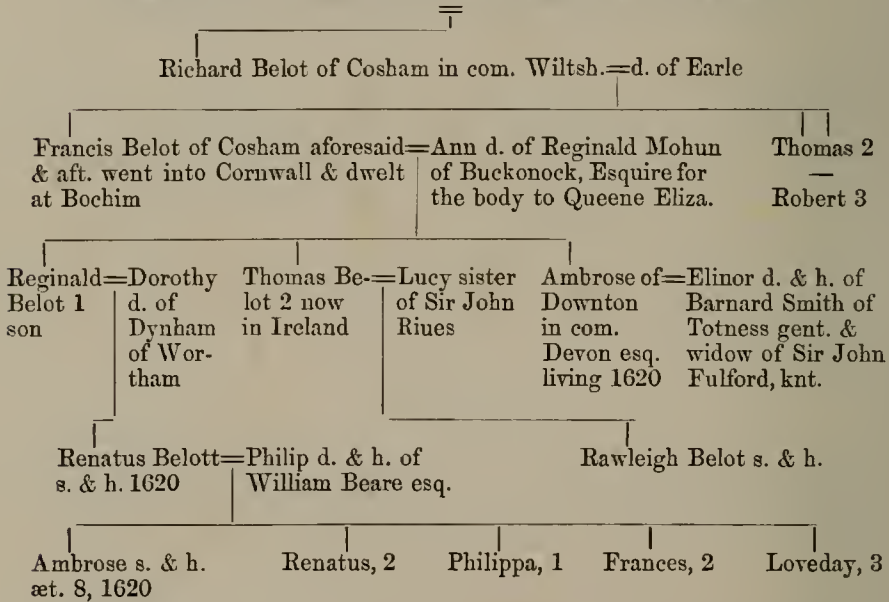 Richard Belot of Cosham in com. Wiltsh.=d. of Earle
Francis Belot of Cosham aforesaid=
& aft. went into Cornwall & dwelt
at Bochim
Ann d. of Reginald Mohun
of Buckonock, Esquire for
the body to Queene Eliza.
Thomas 2
—
Robert 3
Reginald=
Belot 1
son
Dorothy
d. of
Dynham
of Wor-
tham
Thomas Be-=
lot 2 now
in Ireland
Lucy sister
of Sir John
Riues
Ambrose of=
Downton
in com.
Devon esq.
living 1620
Elinor d. & h. of
Barnard Smith of
Totness gent. &
widow of Sir John
Fulford, knt.
Renatus Belott=
s. & h. 1620
Philip d. & h. of
William Beare esq.
Rawleigh Belot s. & h.
Ambrose s. & h.
æt. 8, 1620
Renatus, 2
Philippa, 1
Frances, 2
Loveday, 3